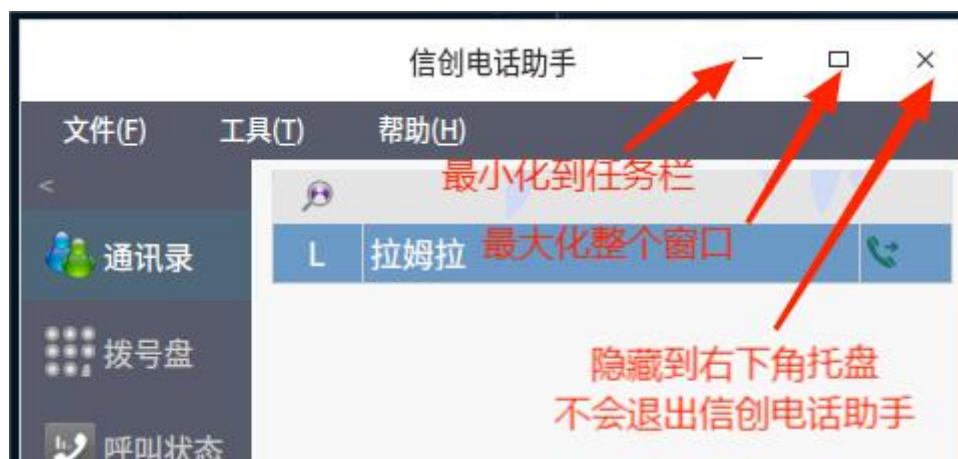 信创电话助手
文件(F) 工具(T) 帮助(H)
最小化到任务栏
<
通讯录
L 拉姆拉
最大化整个窗口
拨号盘
隐藏到右下角托盘
不会退出信创电话助手
呼叫状态